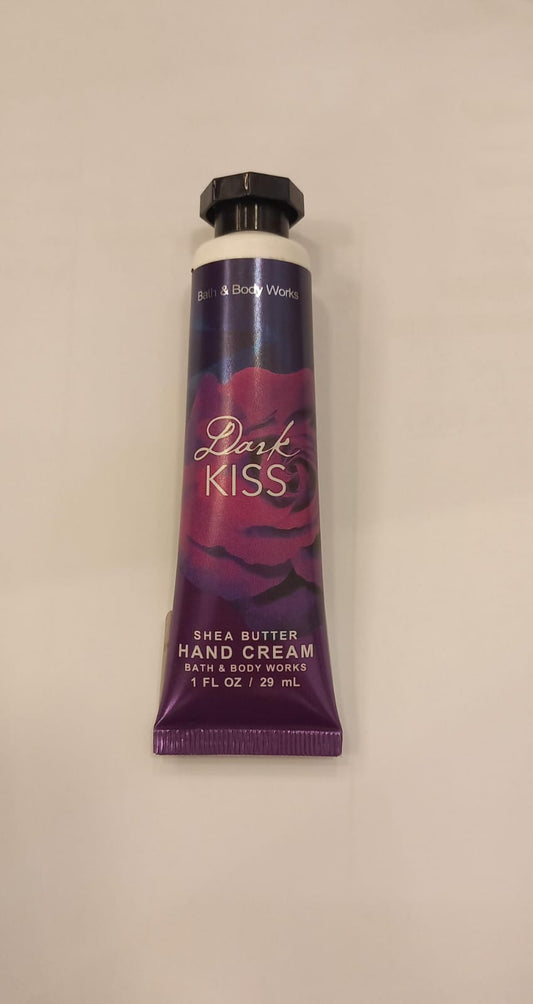 Bath & Body Works
Dark
KISS
SHEA BUTTER
HAND CREAM
BATH & BODY WORKS
1 FL OZ / 29 mL